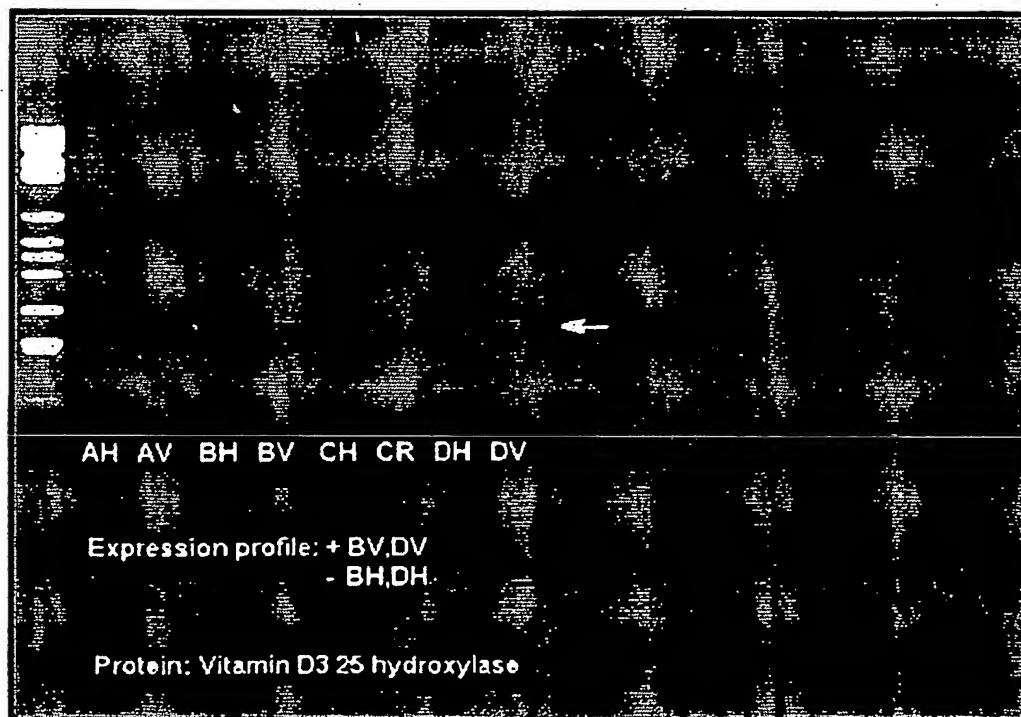 AH AV BH BV CH CR DH DV
Expression profile: + BV,DV
- BH,DH
Protein: Vitamin D3 25 hydroxylase